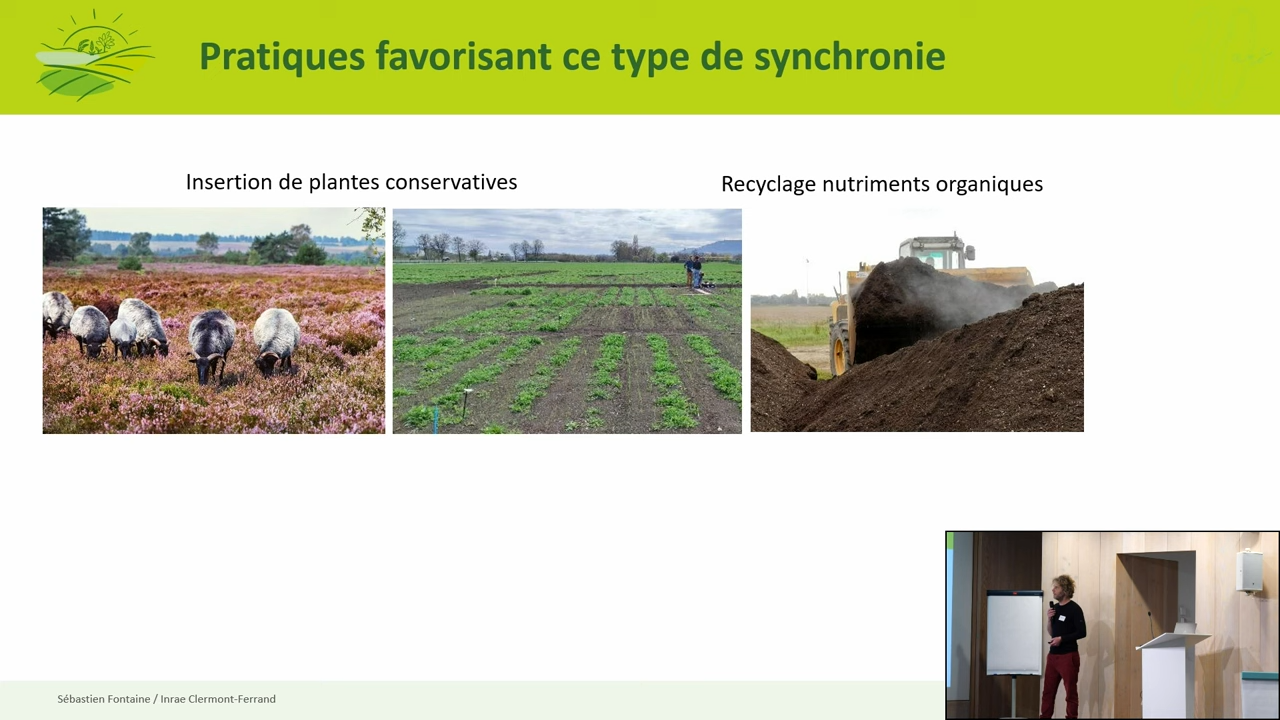 Pratiques favorisant ce type de synchronie
Insertion de plantes conservatives
Recyclage nutriments organiques
Sébastien Fontaine / Inrae Clermont-Ferrand